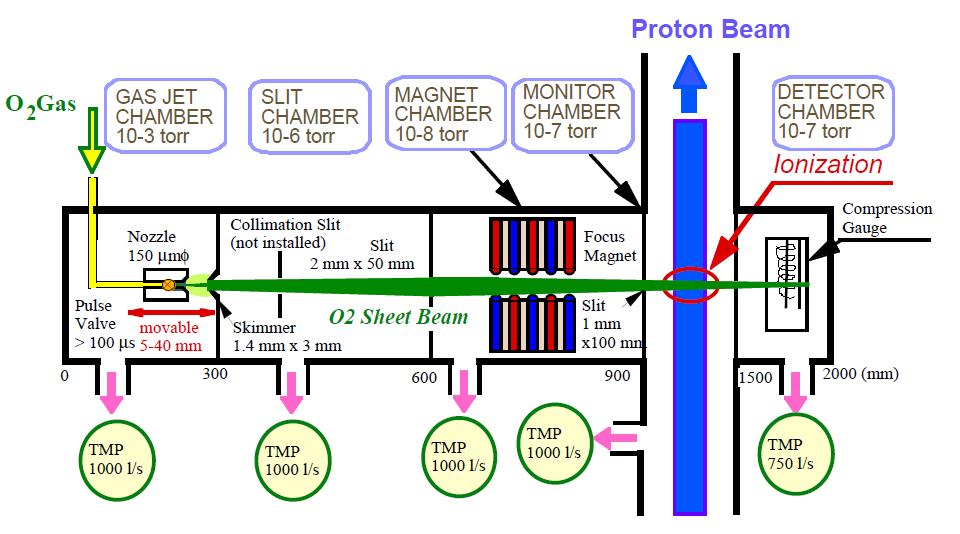 Proton Beam
O2Gas
GAS JET
CHAMBER
10-3 torr
SLIT
CHAMBER
10-6 torr
MAGNET
CHAMBER
10-8 torr
MONITOR
CHAMBER
10-7 torr
DETECTOR
CHAMBER
10-7 torr
Ionization
Compression
Gauge
Nozzle
150 μmϕ
Collimation Slit
(not installed)
Slit
2 mm x 50 mm
Focus
Magnet
Pulse
Valve
> 100 μs
movable
5-40 mm
Skimmer
1.4 mm x 3 mm
O2 Sheet Beam
Slit
1 mm
x100 mm
0
300
600
900
1500
2000 (mm)
TMP
1000 l/s
TMP
1000 l/s
TMP
1000 l/s
TMP
1000 l/s
TMP
750 l/s